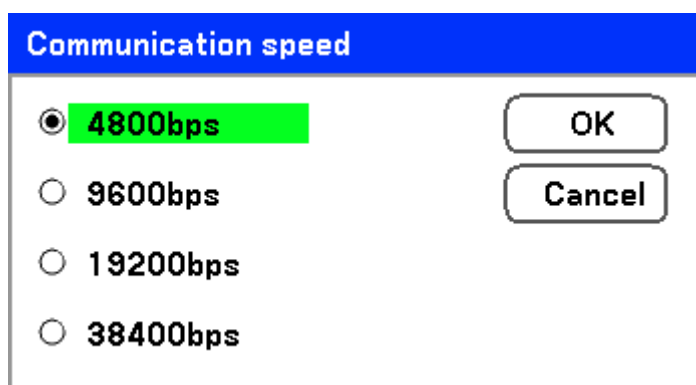 Communication speed
4800bps
OK
9600bps
Cancel
19200bps
38400bps